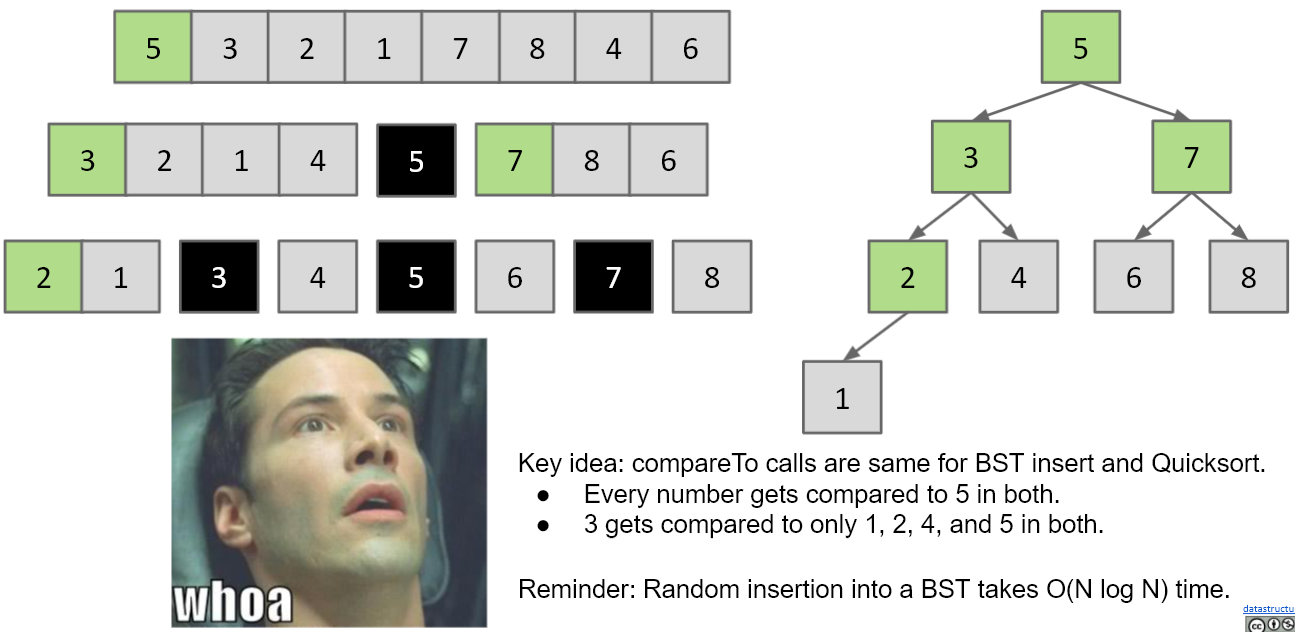 5 3 2 1 7 8 4 6
3 2 1 4 5 7 8 6
2 1 3 4 5 6 7 8
5
3 7
2 4 6 8
1
whoa
Key idea: compareTo calls are same for BST insert and Quicksort.
● Every number gets compared to 5 in both.
● 3 gets compared to only 1, 2, 4, and 5 in both.
Reminder: Random insertion into a BST takes O(N log N) time.
datastructu
cc